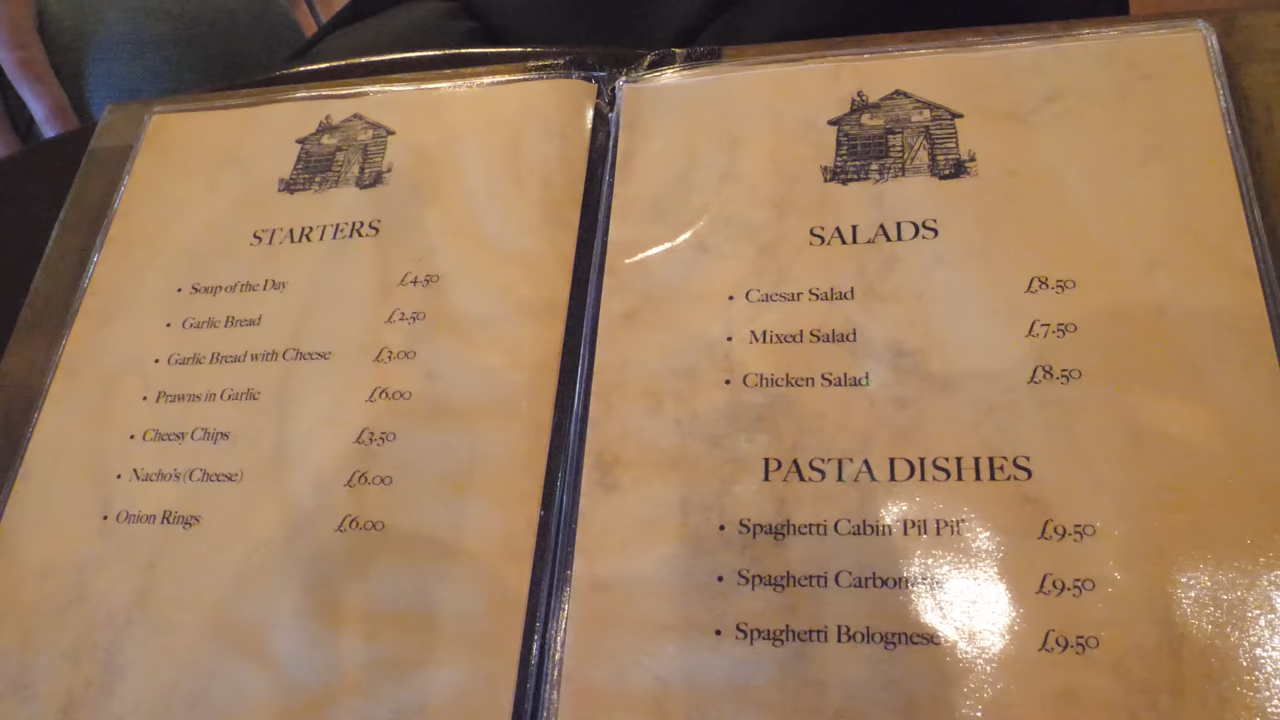 STARTERS
• Soup of the Day £4.50
• Garlic Bread £2.50
• Garlic Bread with Cheese £3.00
• Prawns in Garlic £6.00
• Cheesy Chips £3.50
• Nacho's (Cheese) £6.00
• Onion Rings £6.00
SALADS
• Caesar Salad £8.50
• Mixed Salad £7.50
• Chicken Salad £8.50
PASTA DISHES
• Spaghetti Cabin 'Pil Pil' £9.50
• Spaghetti £9.50
• Spaghetti Bolognese £9.50